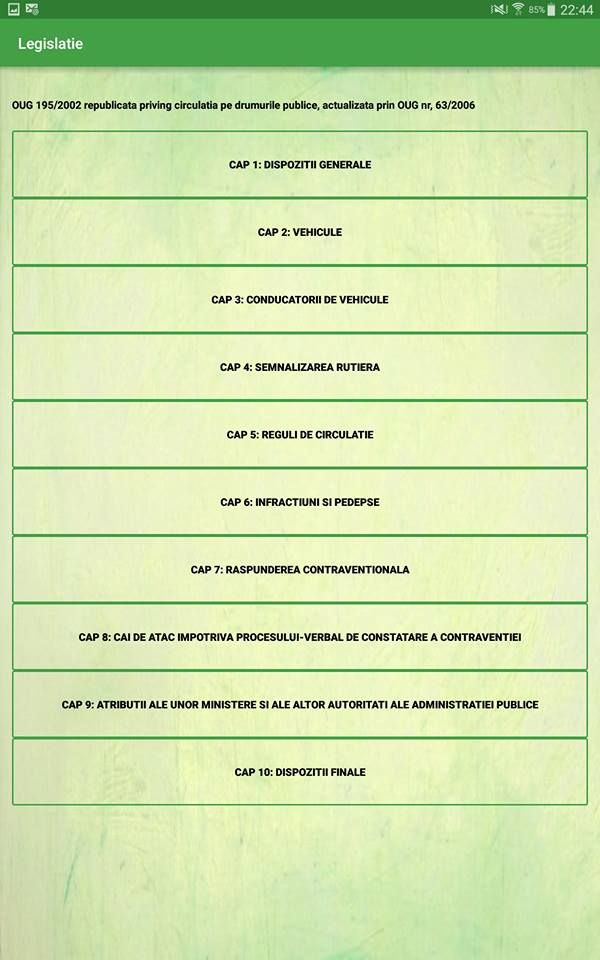 85% 22:44
Legislatie
OUG 195/2002 republicata priving circulatia pe drumurile publice, actualizata prin OUG nr, 63/2006
CAP 1: DISPOZITII GENERALE
CAP 2: VEHICULE
CAP 3: CONDUCATORII DE VEHICULE
CAP 4: SEMNALIZAREA RUTIERA
CAP 5: REGULI DE CIRCULATIE
CAP 6: INFRACTIUNI SI PEDEPSE
CAP 7: RASPUNDEREA CONTRAVENTIONALA
CAP 8: CAI DE ATAC IMPOTRIVA PROCESULUI-VERBAL DE CONSTATARE A CONTRAVENTIEI
CAP 9: ATRIBUTII ALE UNOR MINISTERE SI ALE ALTOR AUTORITATI ALE ADMINISTRATIEI PUBLICE
CAP 10: DISPOZITII FINALE